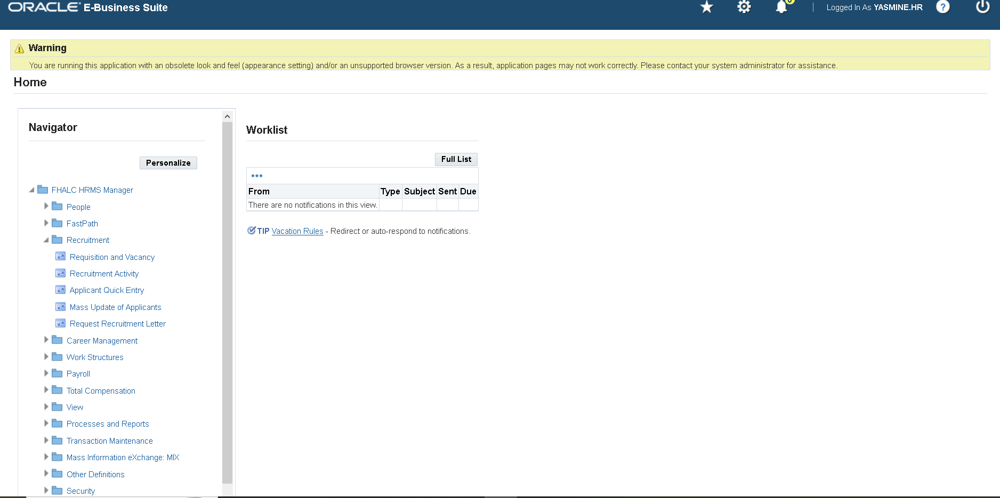 ORACLE E-Business Suite
Logged In As YASMINE.HR
?
Warning
You are running this application with an obsolete look and feel (appearance setting) and/or an unsupported browser version. As a result, application pages may not work correctly. Please contact your system administrator for assistance.
Home
Navigator
Personalize
FHALC HRMS Manager
People
FastPath
Recruitment
Requisition and Vacancy
Recruitment Activity
Applicant Quick Entry
Mass Update of Applicants
Request Recruitment Letter
Career Management
Work Structures
Payroll
Total Compensation
View
Processes and Reports
Transaction Maintenance
Mass Information eXchange: MIX
Other Definitions
Security
Worklist
Full List
From Type Subject Sent Due
There are no notifications in this view.
TIP Vacation Rules - Redirect or auto-respond to notifications.